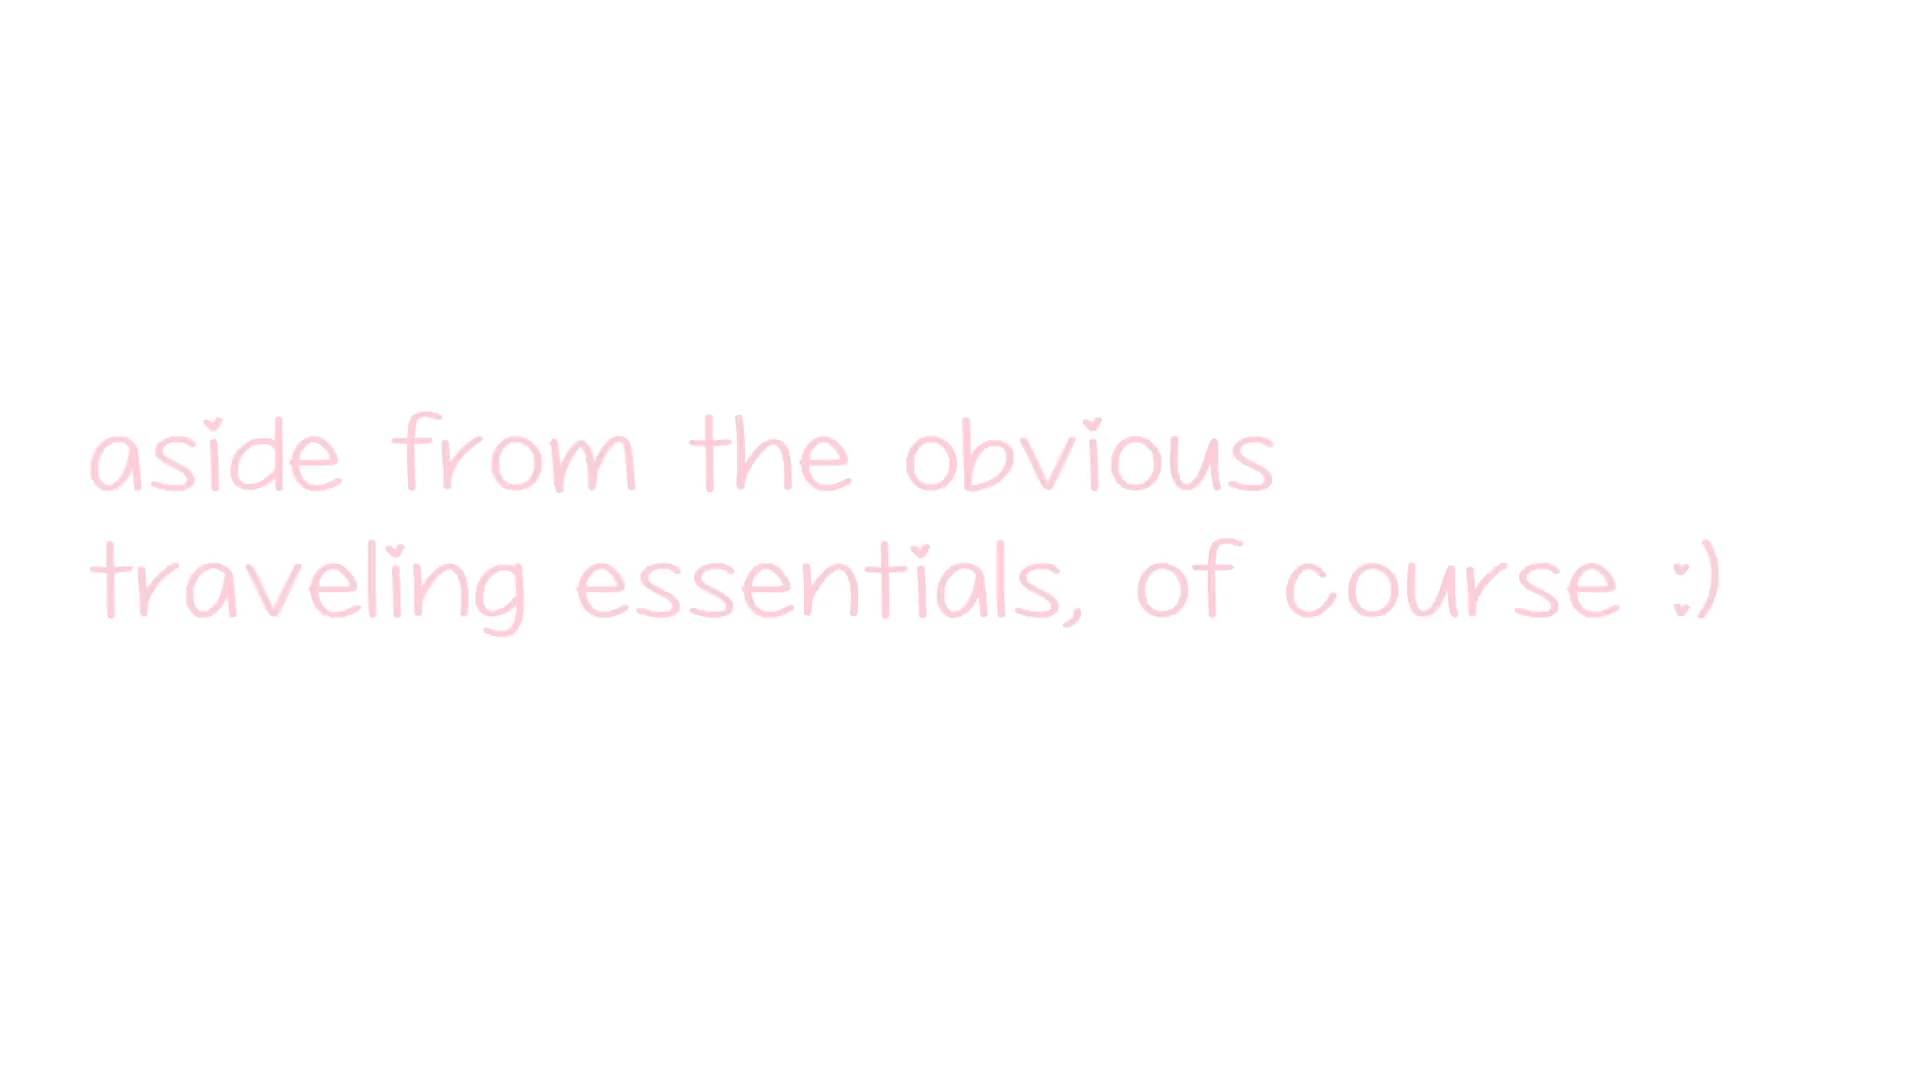 aside from the obvious
traveling essentials, of course :)